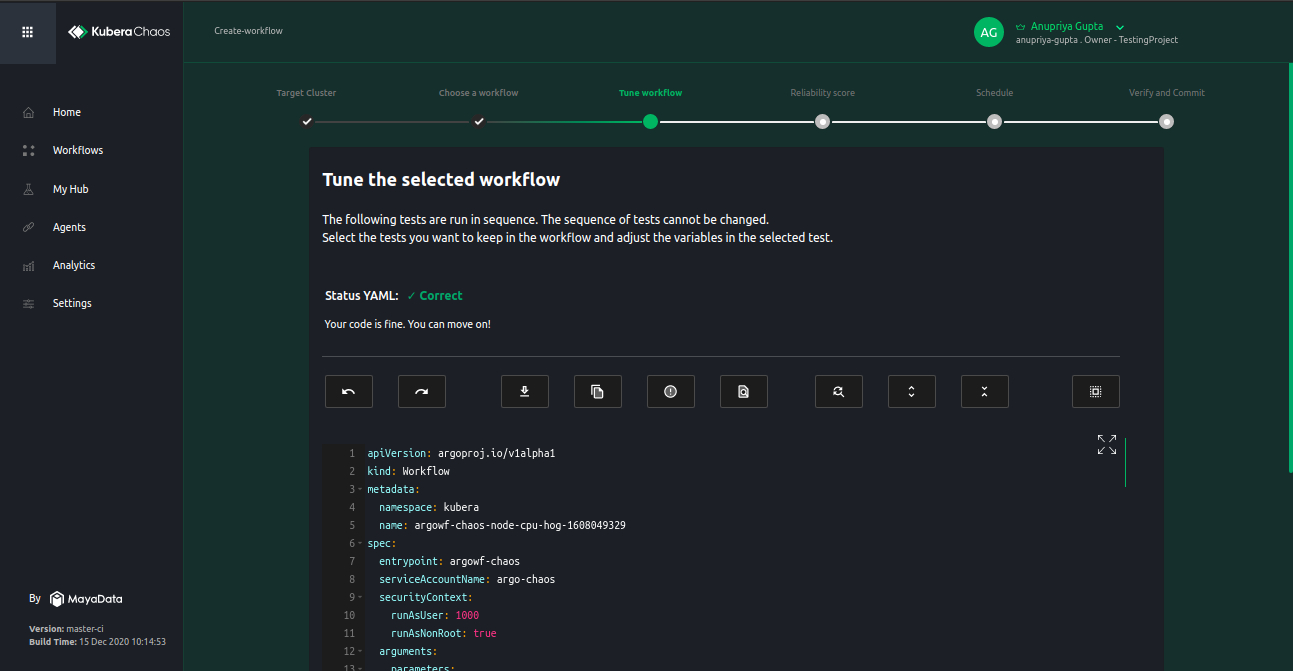 Kubera Chaos
Create-workflow
AG
Anupriya Gupta
anupriya-gupta . Owner - TestingProject
Home
Workflows
My Hub
Agents
Analytics
Settings
By MayaData
Version: master-ci
Build Time: 15 Dec 2020 10:14:53
Target Cluster
Choose a workflow
Tune workflow
Reliability score
Schedule
Verify and Commit
Tune the selected workflow
The following tests are run in sequence. The sequence of tests cannot be changed.
Select the tests you want to keep in the workflow and adjust the variables in the selected test.
Status YAML: ✓ Correct
Your code is fine. You can move on!
1 apiVersion: argoproj.io/v1alpha1
2 kind: Workflow
3 metadata:
4 namespace: kubera
5 name: argowf-chaos-node-cpu-hog-1608049329
6 spec:
7 entrypoint: argowf-chaos
8 serviceAccountName: argo-chaos
9 securityContext:
10 runAsUser: 1000
11 runAsNonRoot: true
12 arguments:
13 parameters: